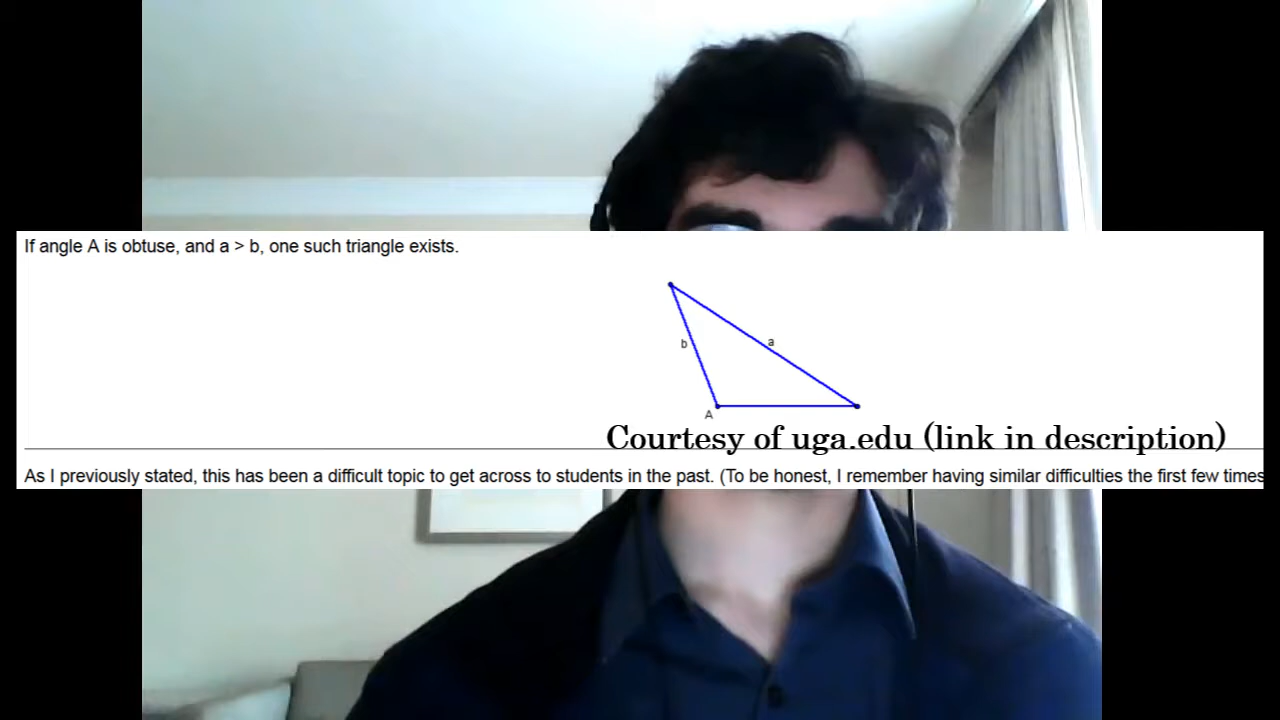 If angle A is obtuse, and a > b, one such triangle exists.
b
a
A
Courtesy of uga.edu (link in description)
As I previously stated, this has been a difficult topic to get across to students in the past. (To be honest, I remember having similar difficulties the first few times